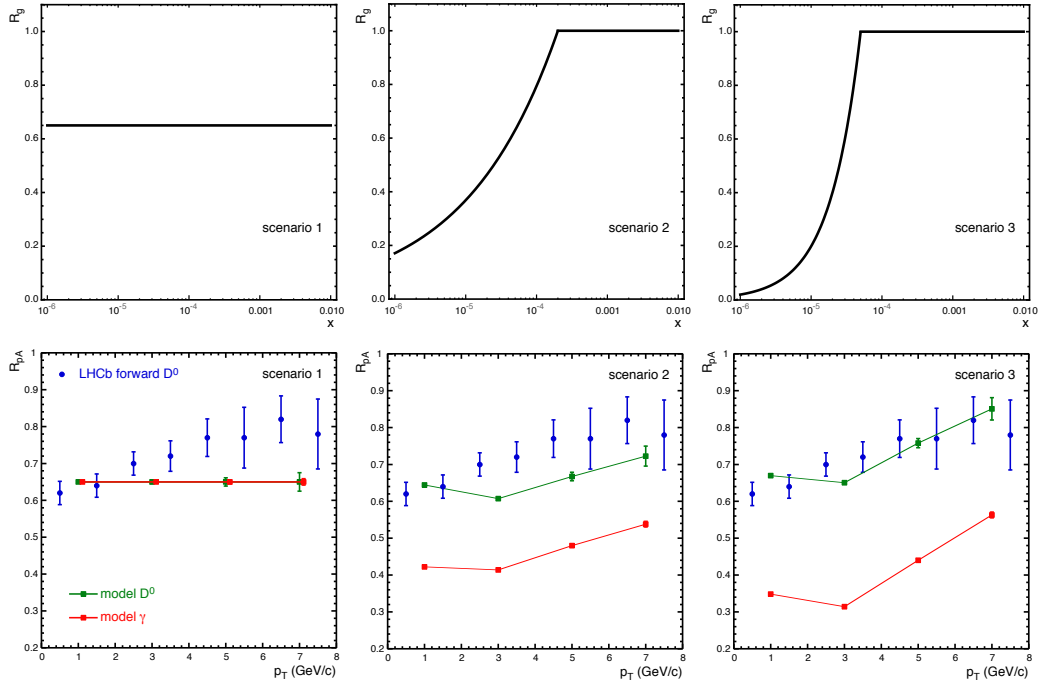 R_g
1.0
0.8
0.6
0.4
0.2
0.0
scenario 1
10^-6
10^-5
10^-4
0.001
0.010
x
R_g
1.0
0.8
0.6
0.4
0.2
0.0
scenario 2
10^-6
10^-5
10^-4
0.001
0.010
x
R_g
1.0
0.8
0.6
0.4
0.2
0.0
scenario 3
10^-6
10^-5
10^-4
0.001
0.010
x
R_pA
1
0.9
0.8
0.7
0.6
0.5
0.4
0.3
0.2
LHCb forward D^0
scenario 1
model D^0
model γ
0 1 2 3 4 5 6 7 8
p_T (GeV/c)
R_pA
1
0.9
0.8
0.7
0.6
0.5
0.4
0.3
0.2
scenario 2
0 1 2 3 4 5 6 7 8
p_T (GeV/c)
R_pA
1
0.9
0.8
0.7
0.6
0.5
0.4
0.3
0.2
scenario 3
0 1 2 3 4 5 6 7 8
p_T (GeV/c)